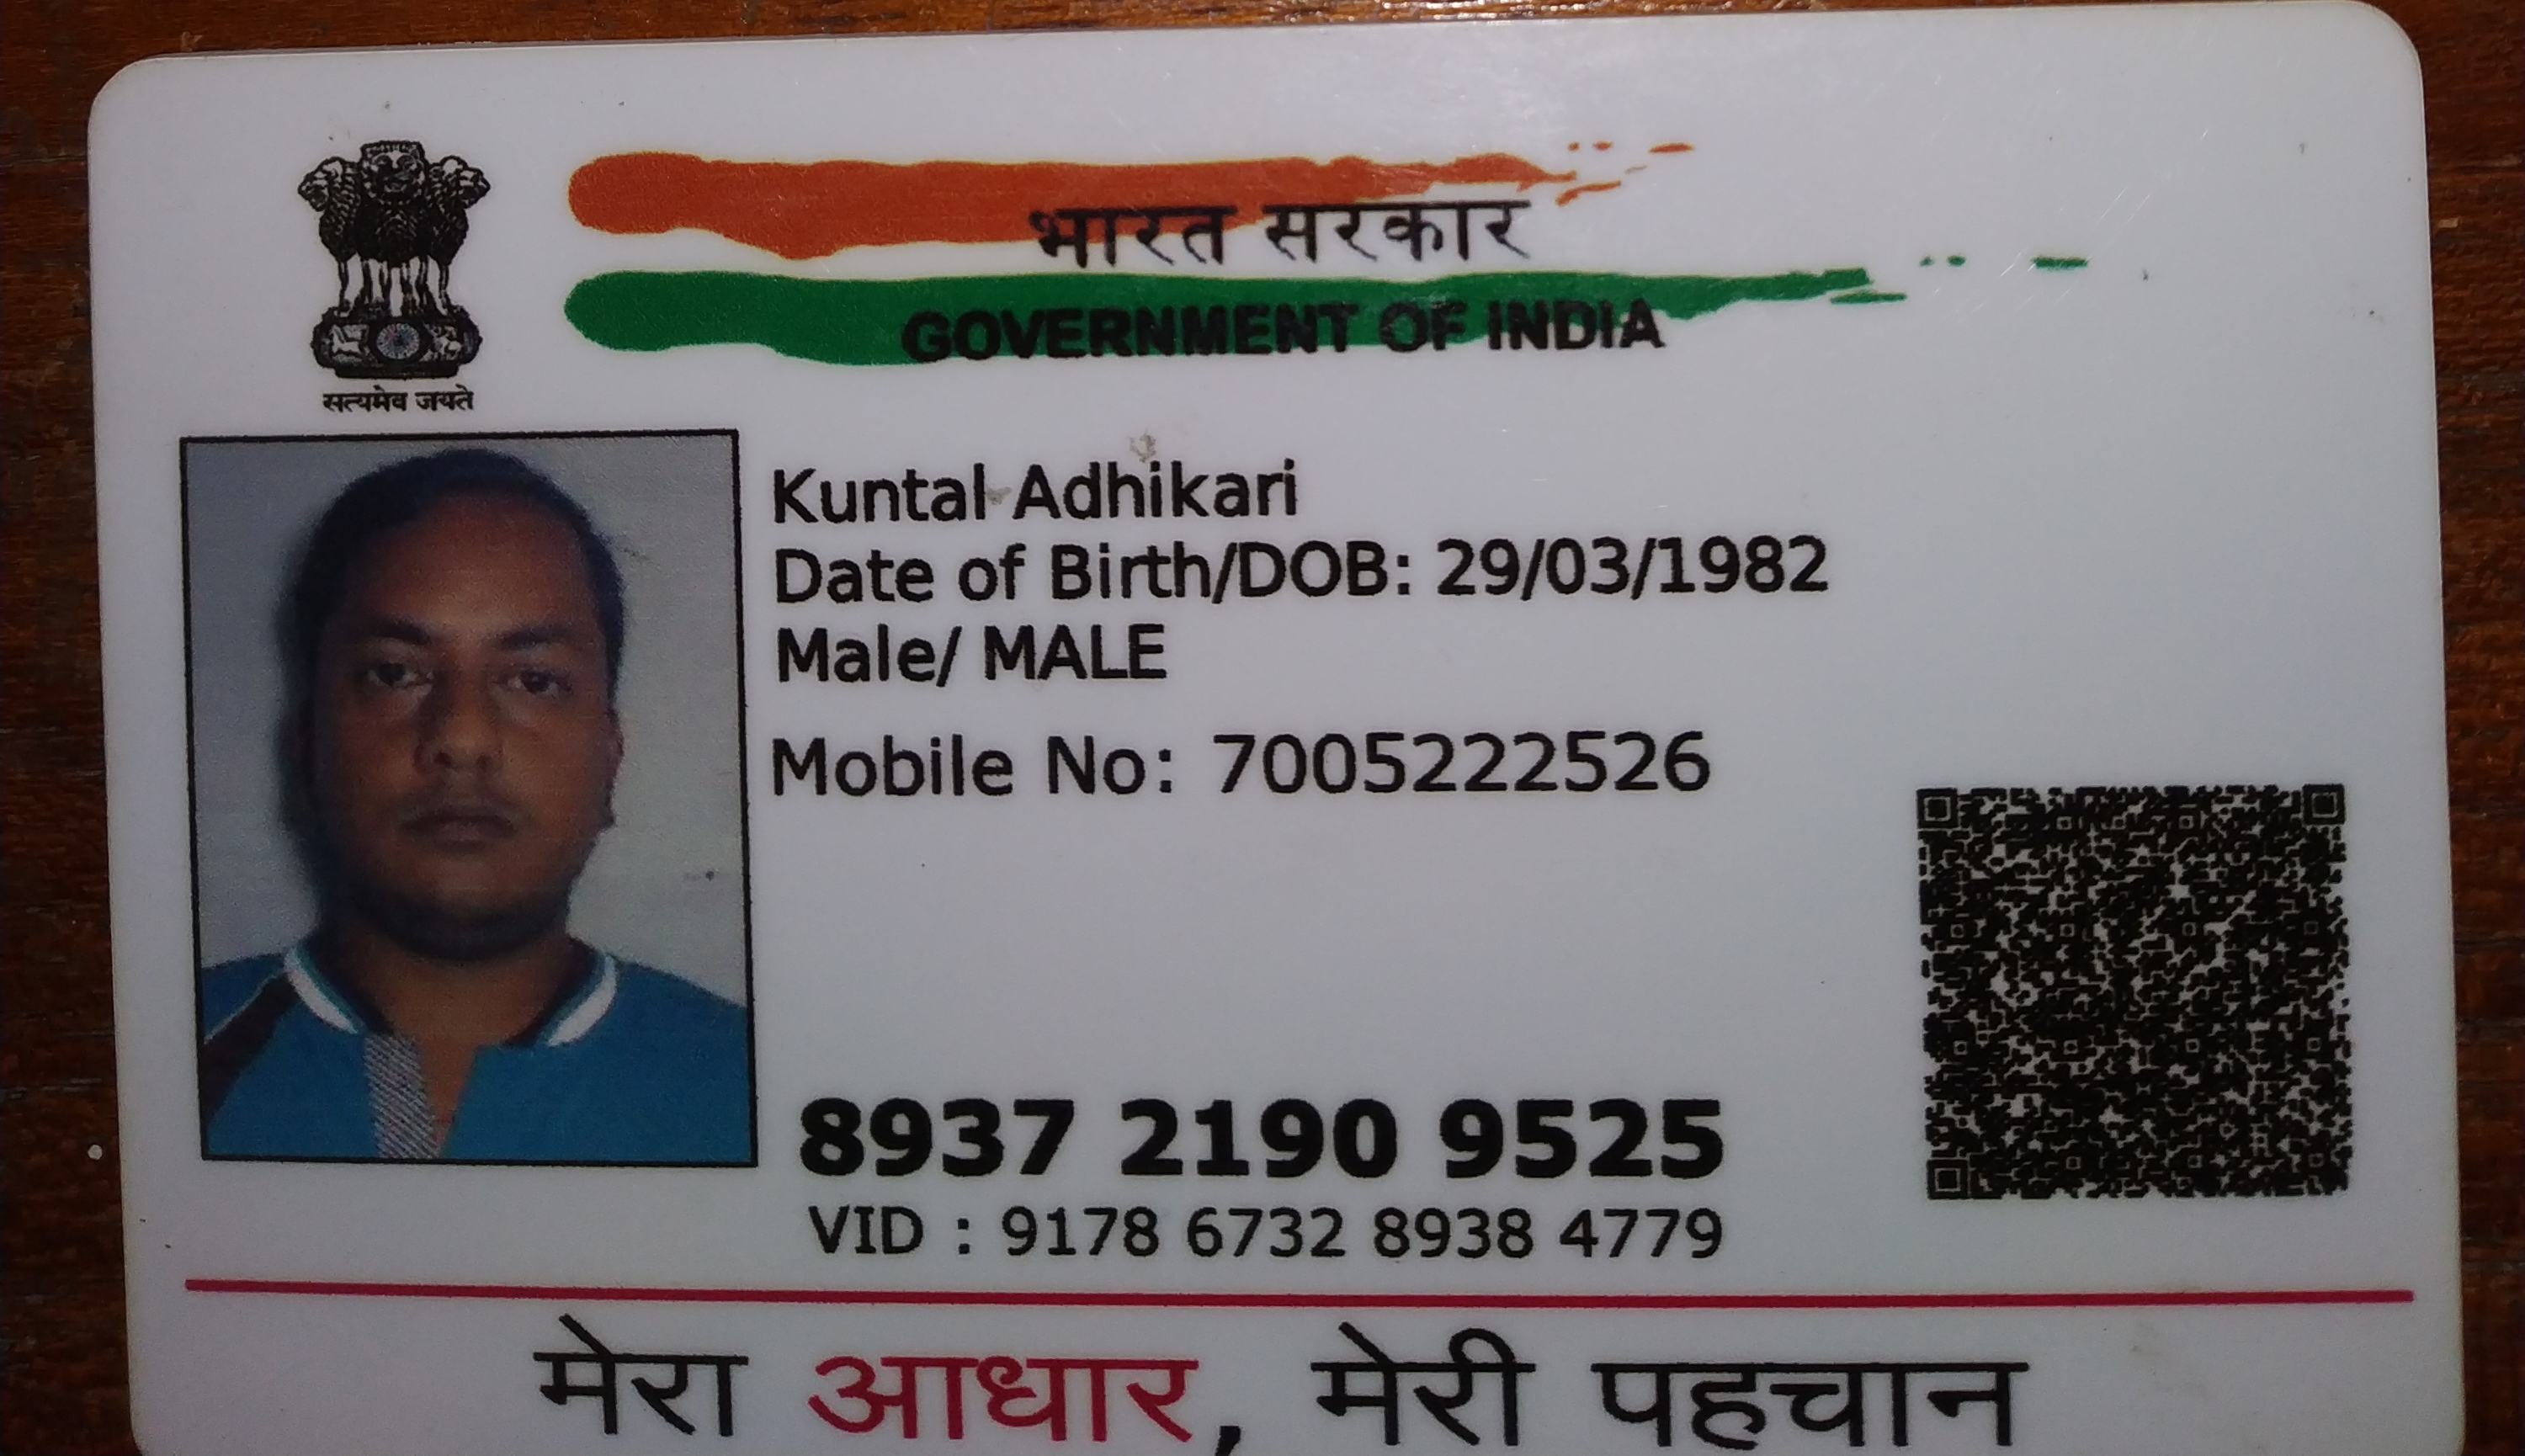 भारत सरकार
GOVERNMENT OF INDIA
सत्यमेव जयते
Kuntal Adhikari
Date of Birth/DOB: 29/03/1982
Male/ MALE
Mobile No: 7005222526
8937 2190 9525
VID : 9178 6732 8938 4779
मेरा आधार, मेरी पहचान